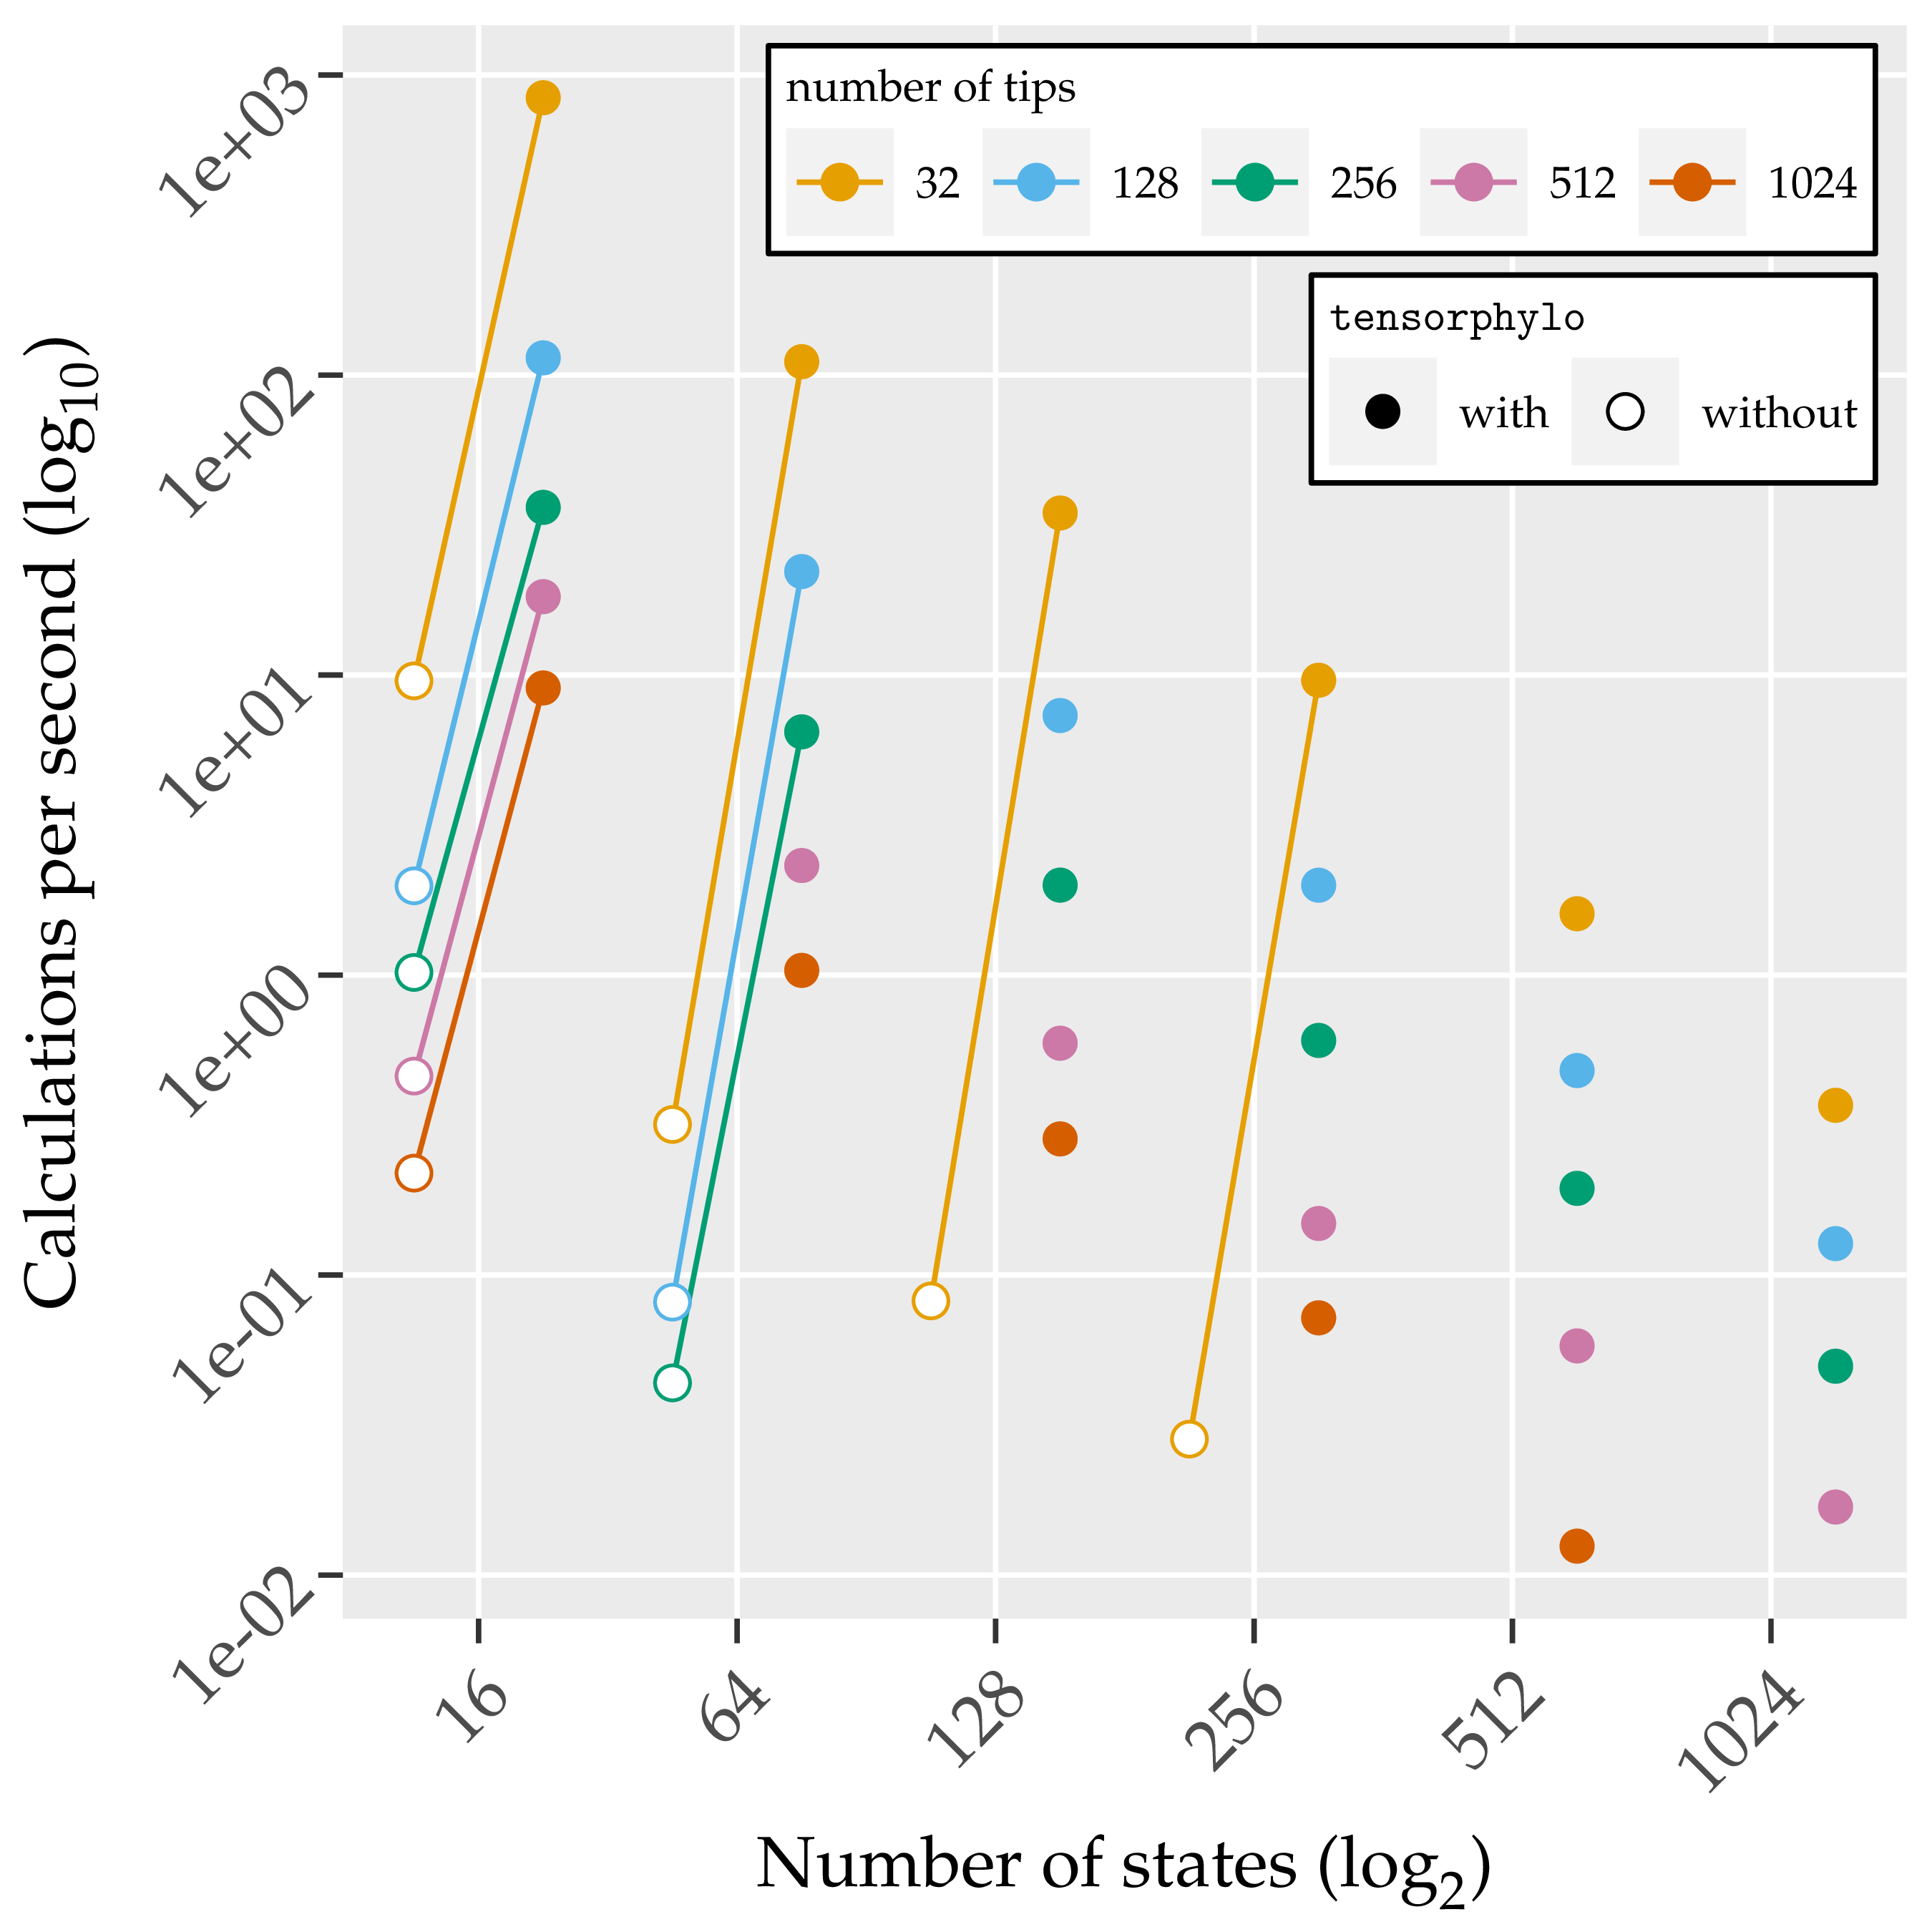 number of tips
32 128 256 512 1024
tensorphylo
with without
Calculations per second (log10)
1e+03
1e+02
1e+01
1e+00
1e-01
1e-02
16 64 128 256 512 1024
Number of states (log2)